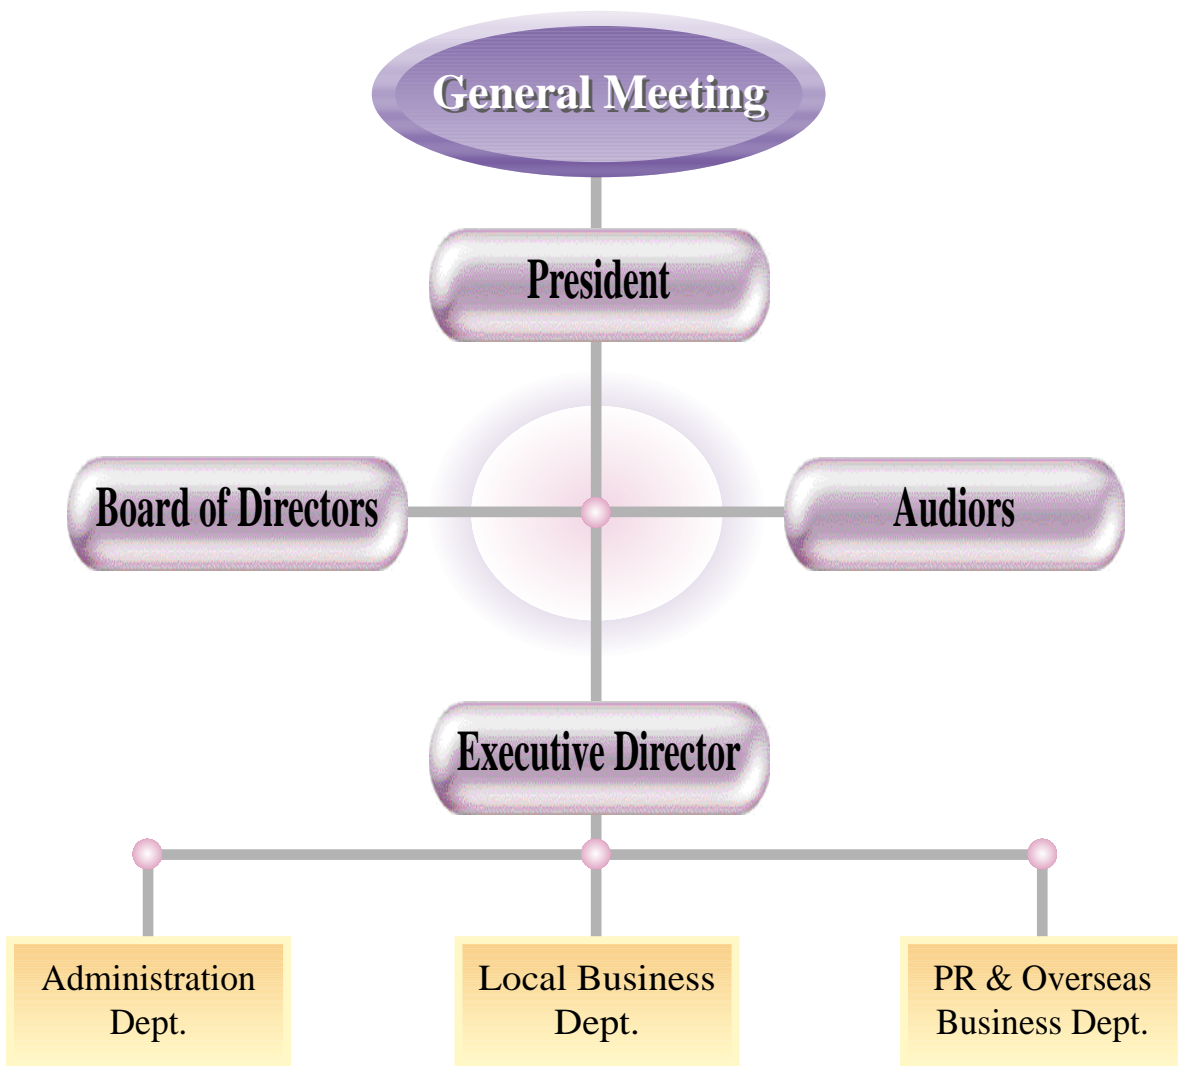 General Meeting
President
Board of Directors
Audiors
Executive Director
Administration
Dept.
Local Business
Dept.
PR & Overseas
Business Dept.